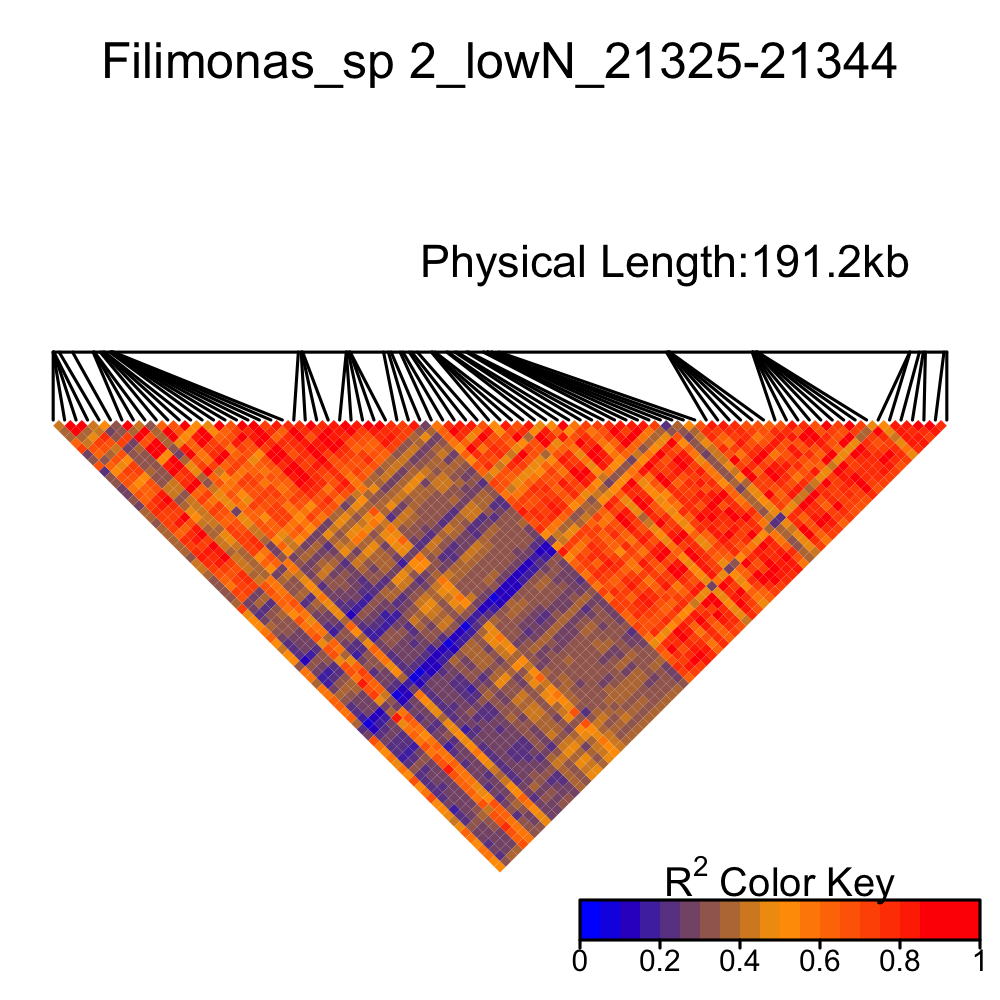 Filimonas_sp 2_lowN_21325-21344
Physical Length:191.2kb
R² Color Key
0 0.2 0.4 0.6 0.8 1